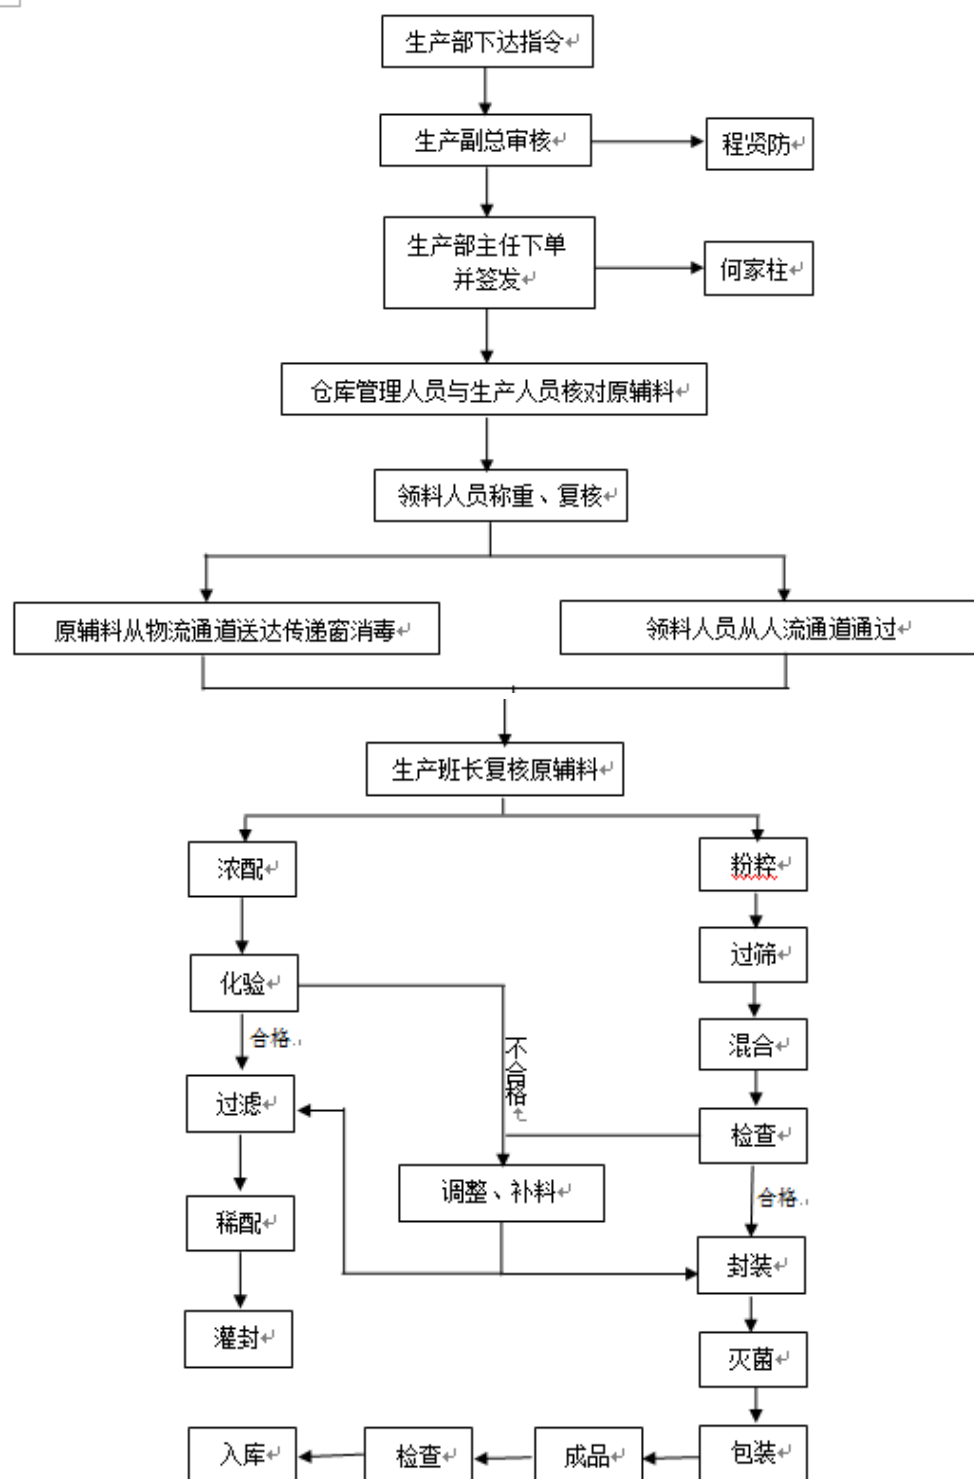 生产部下达指令
生产副总审核
程贤防
生产部主任下单
并签发
何家柱
仓库管理人员与生产人员核对原辅料
领料人员称重、复核
原辅料从物流通道送达传递窗消毒
领料人员从人流通道通过
生产班长复核原辅料
浓配
粉粹
过筛
化验
合格
混合
不合格
过滤
检查
调整、补料
合格
稀配
封装
灌封
灭菌
入库
检查
成品
包装